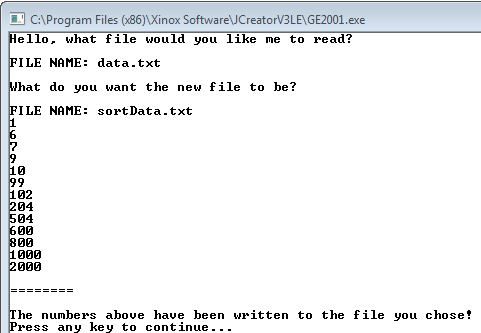 C:\Program Files (x86)\Xinox Software\JCreatorV3LE\GE2001.exe
Hello, what file would you like me to read?
FILE NAME: data.txt
What do you want the new file to be?
FILE NAME: sortData.txt
1
6
7
9
10
99
102
204
504
600
800
1000
2000
========
The numbers above have been written to the file you chose!
Press any key to continue...